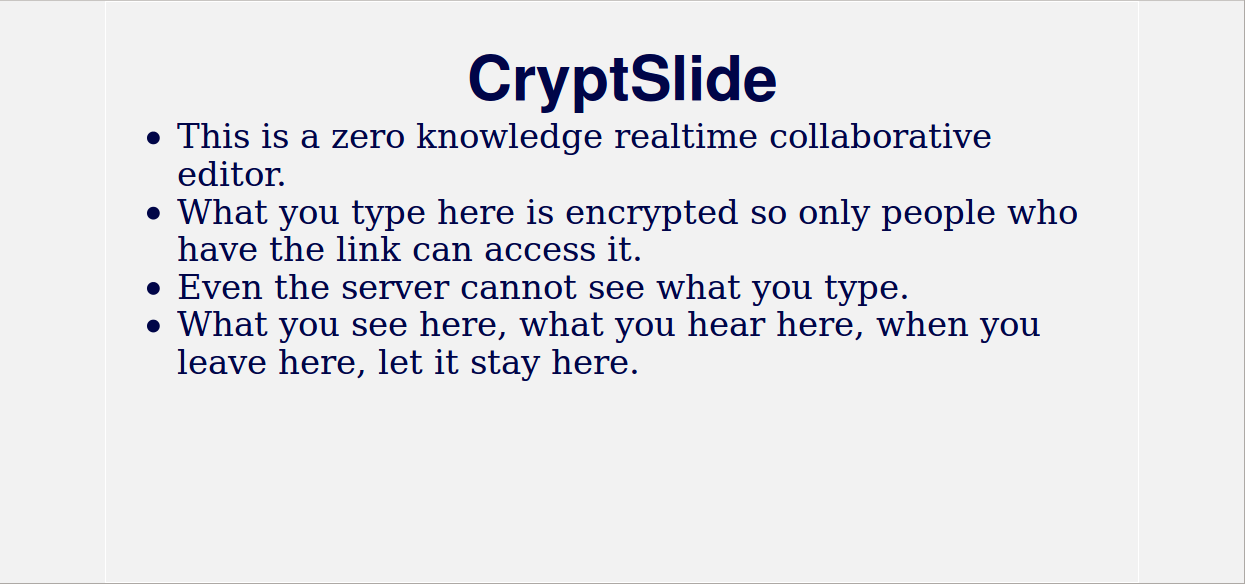 CryptSlide
This is a zero knowledge realtime collaborative
editor.
What you type here is encrypted so only people who
have the link can access it.
Even the server cannot see what you type.
What you see here, what you hear here, when you
leave here, let it stay here.